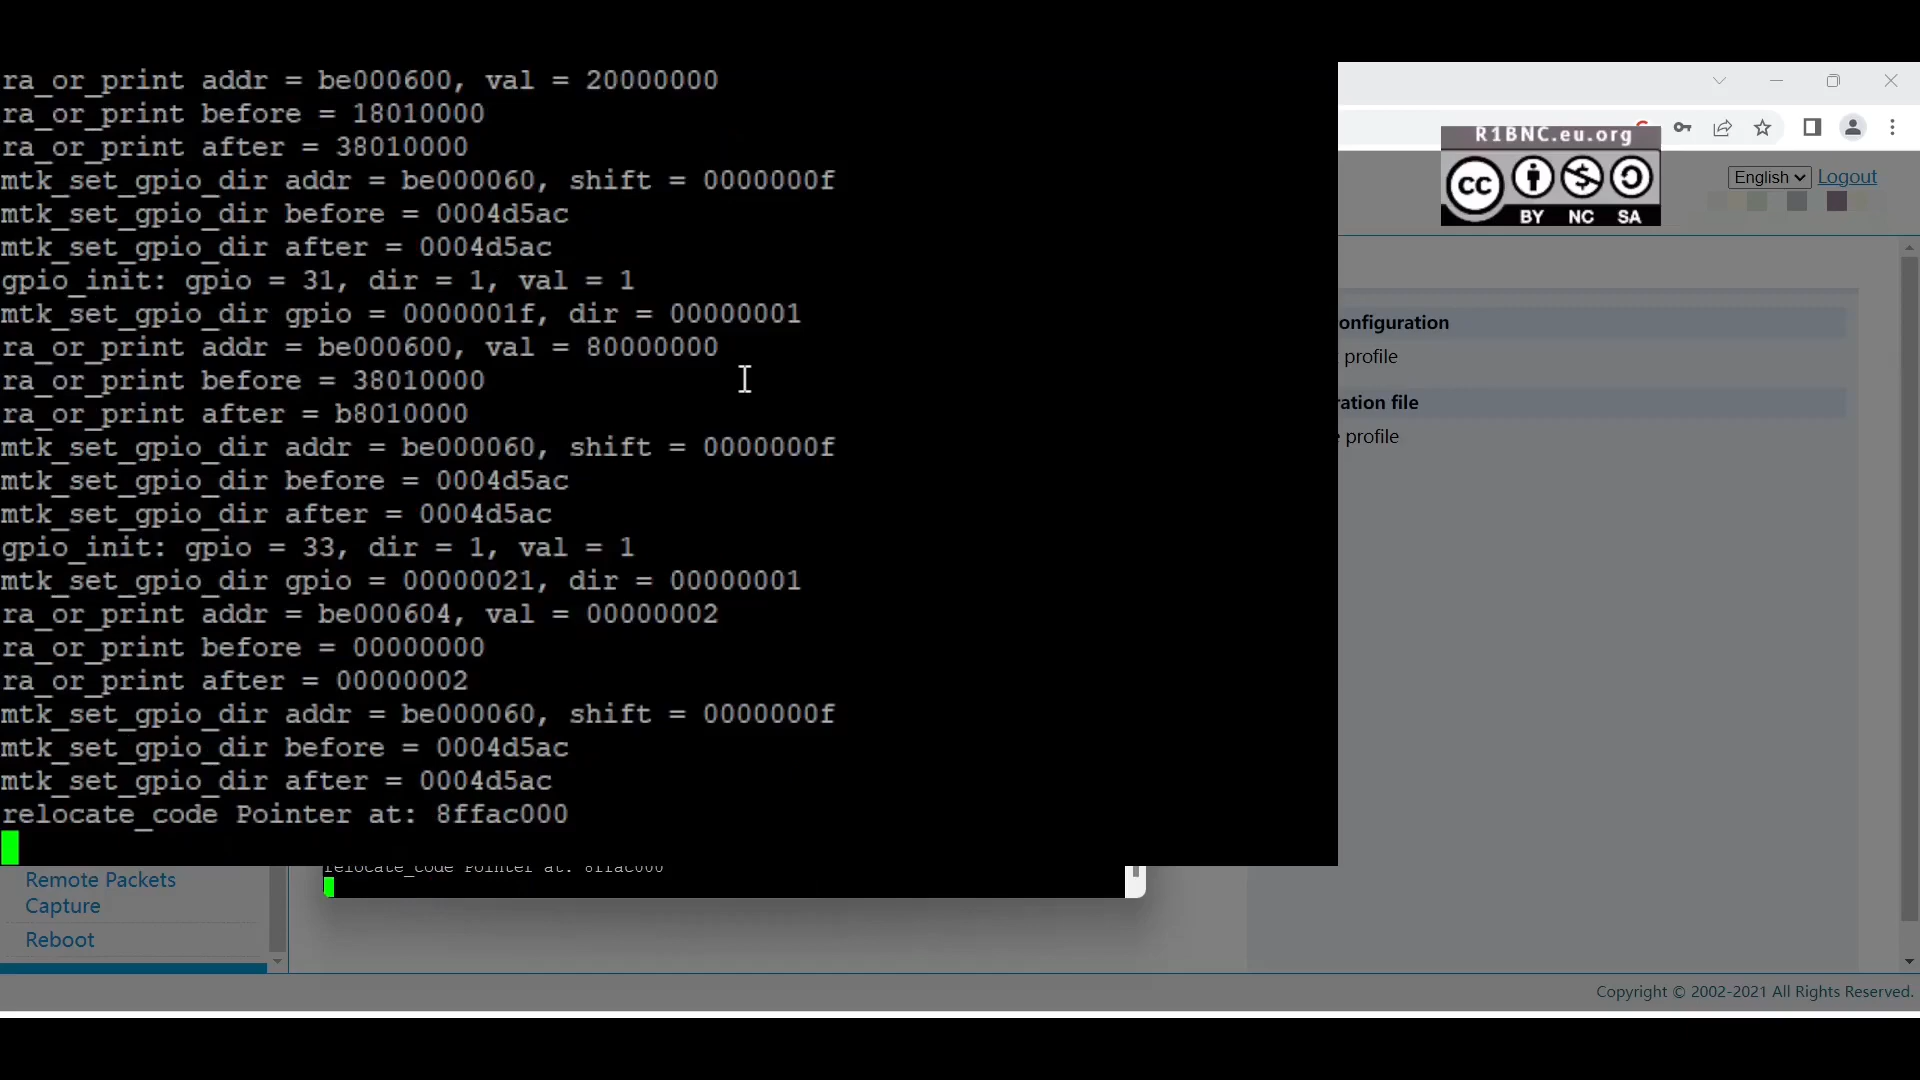 ra_or_print addr = be000600, val = 20000000
ra_or_print before = 18010000
ra_or_print after = 38010000
mtk_set_gpio_dir addr = be000060, shift = 0000000f
mtk_set_gpio_dir before = 0004d5ac
mtk_set_gpio_dir after = 0004d5ac
gpio_init: gpio = 31, dir = 1, val = 1
mtk_set_gpio_dir gpio = 0000001f, dir = 00000001
ra_or_print addr = be000600, val = 80000000
ra_or_print before = 38010000
ra_or_print after = b8010000
mtk_set_gpio_dir addr = be000060, shift = 0000000f
mtk_set_gpio_dir before = 0004d5ac
mtk_set_gpio_dir after = 0004d5ac
gpio_init: gpio = 33, dir = 1, val = 1
mtk_set_gpio_dir gpio = 00000021, dir = 00000001
ra_or_print addr = be000604, val = 00000002
ra_or_print before = 00000000
ra_or_print after = 00000002
mtk_set_gpio_dir addr = be000060, shift = 0000000f
mtk_set_gpio_dir before = 0004d5ac
mtk_set_gpio_dir after = 0004d5ac
relocate_code Pointer at: 8ffac000
relocate_code Pointer at: 8ffac000
R1BNC.eu.org
cc
BY NC SA
English Logout
onfiguration
profile
ration file
profile
Remote Packets
Capture
Reboot
Copyright © 2002-2021 All Rights Reserved.